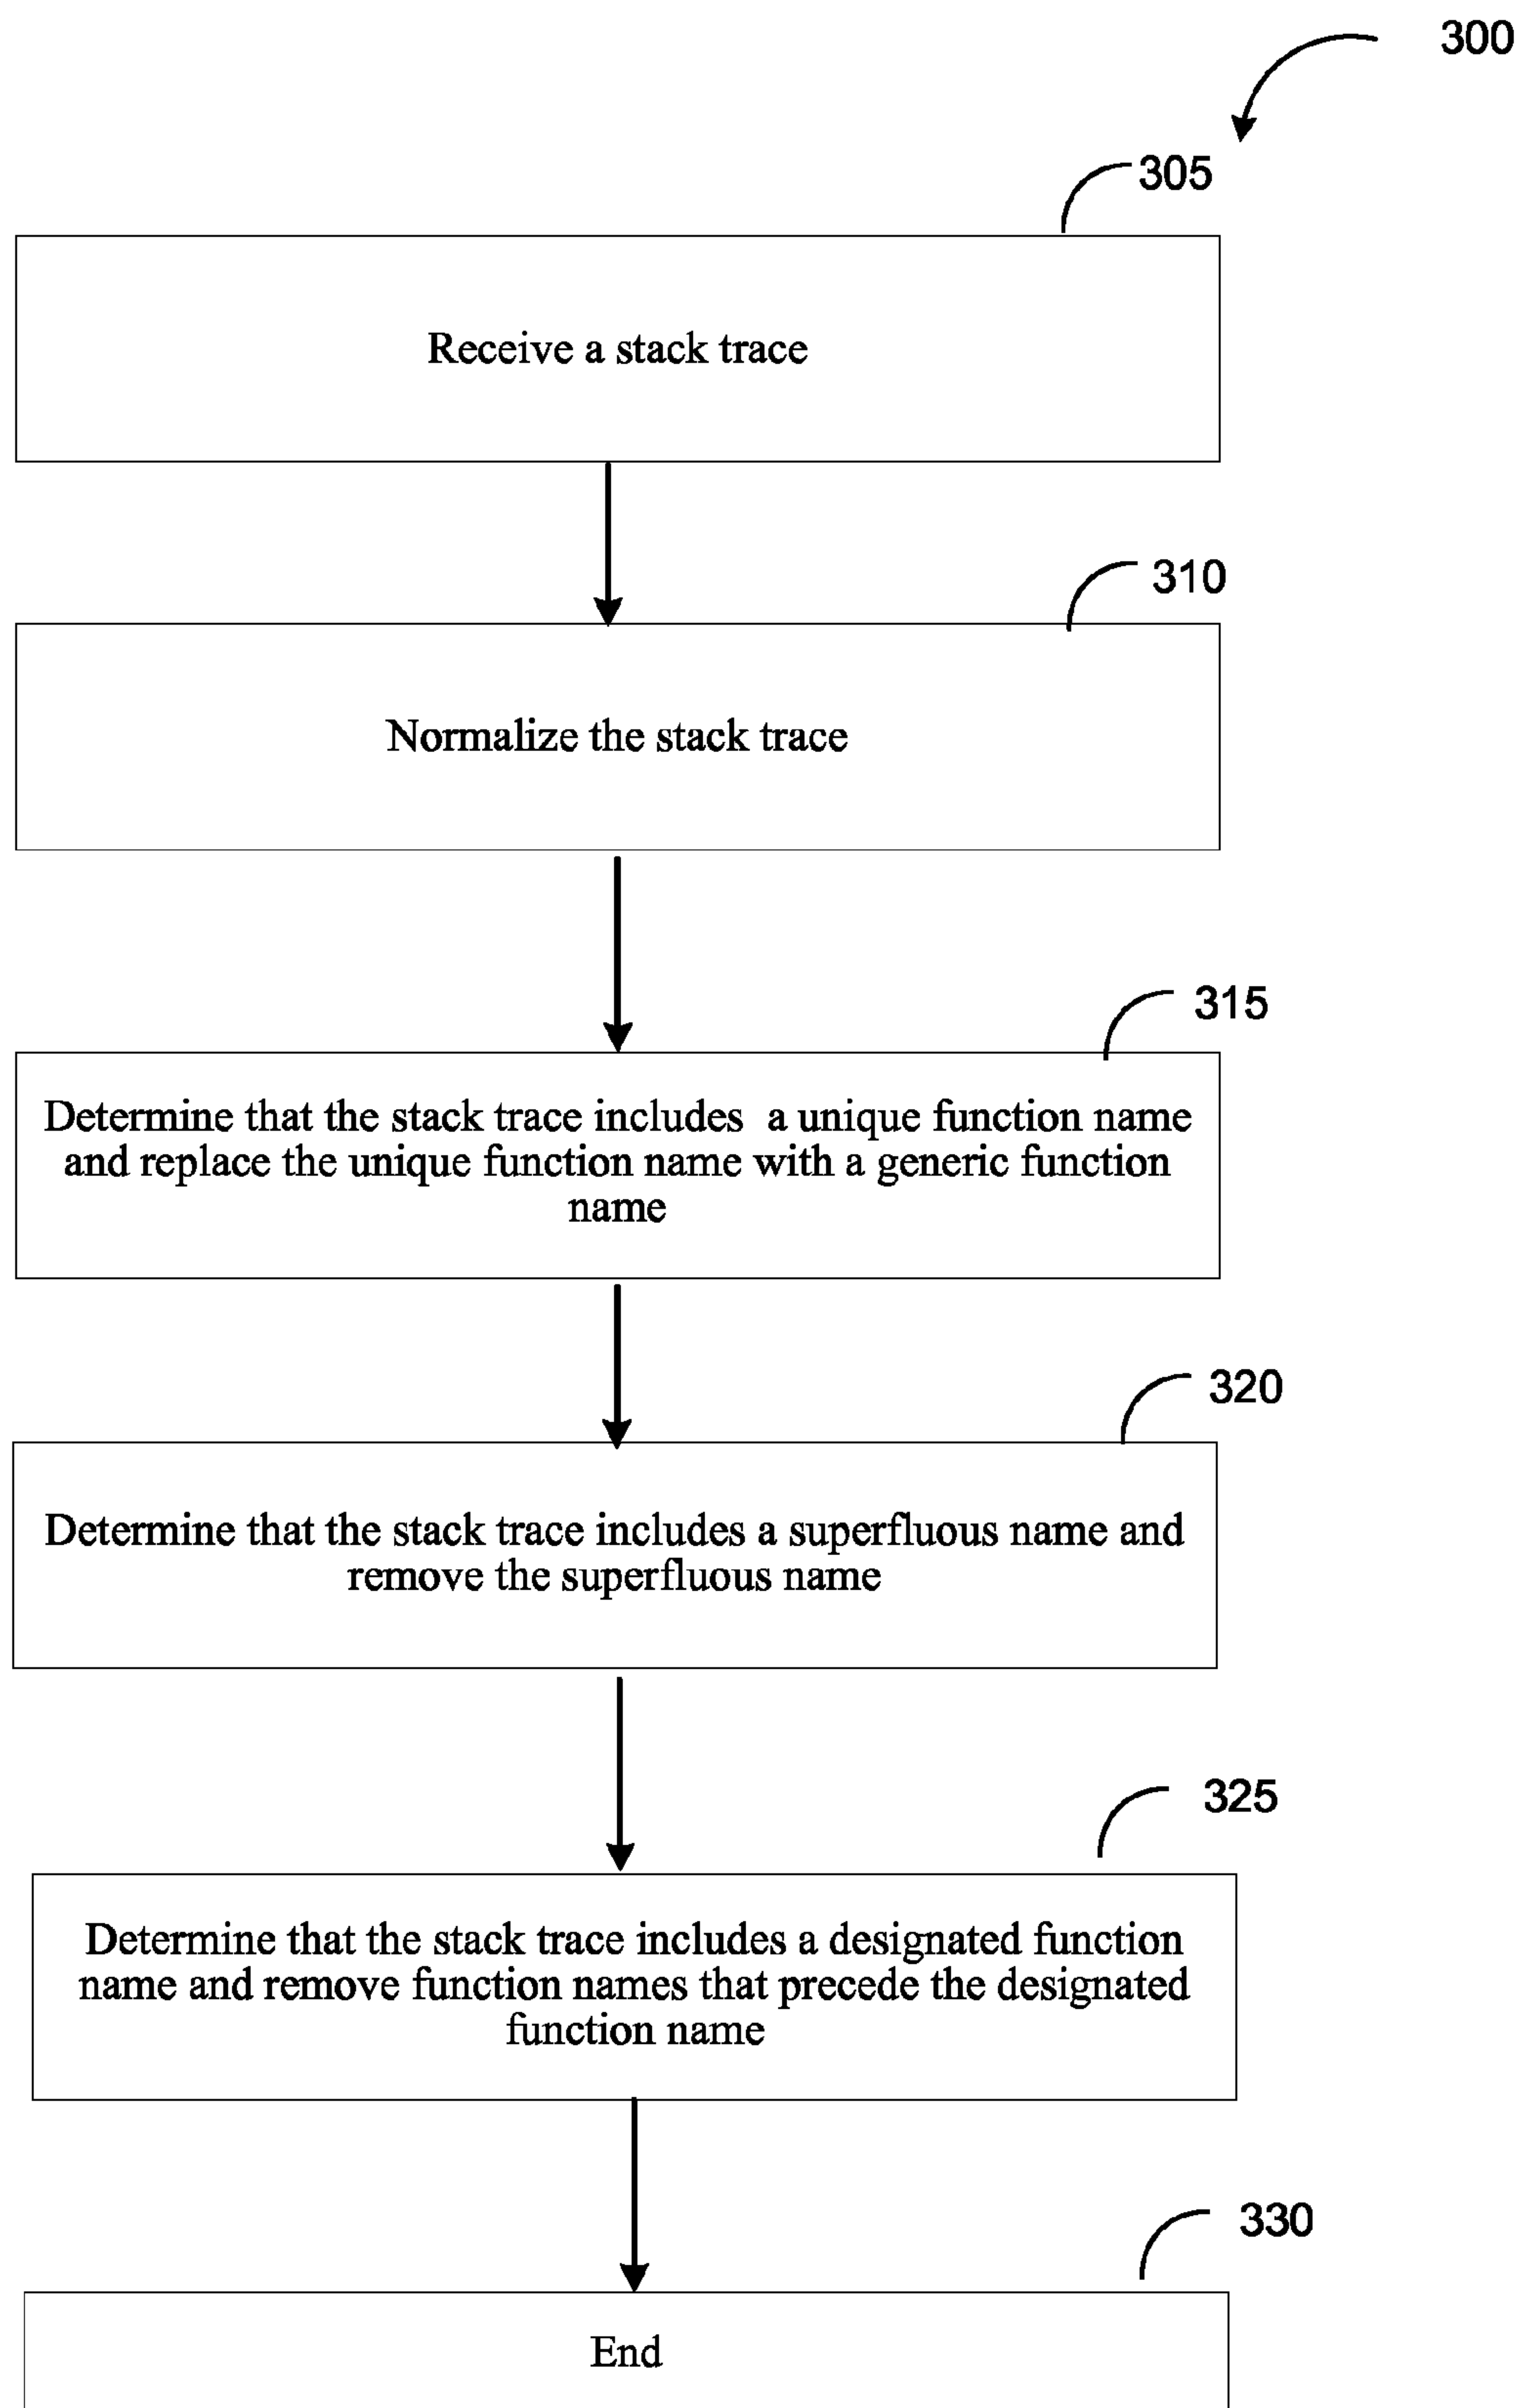 300
305
Receive a stack trace
310
Normalize the stack trace
315
Determine that the stack trace includes a unique function name
and replace the unique function name with a generic function
name
320
Determine that the stack trace includes a superfluous name and
remove the superfluous name
325
Determine that the stack trace includes a designated function
name and remove function names that precede the designated
function name
330
End